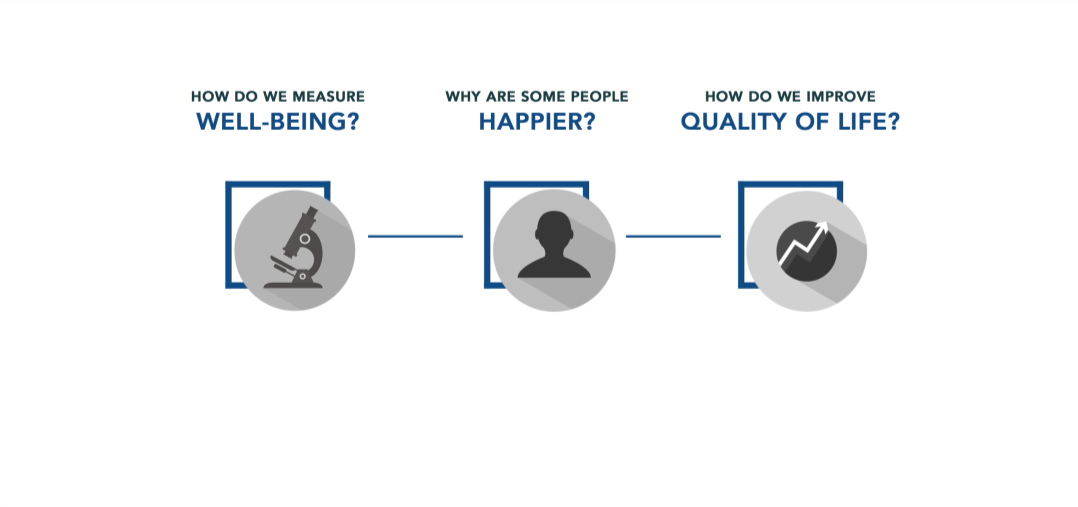 HOW DO WE MEASURE
WELL-BEING?
WHY ARE SOME PEOPLE
HAPPIER?
HOW DO WE IMPROVE
QUALITY OF LIFE?